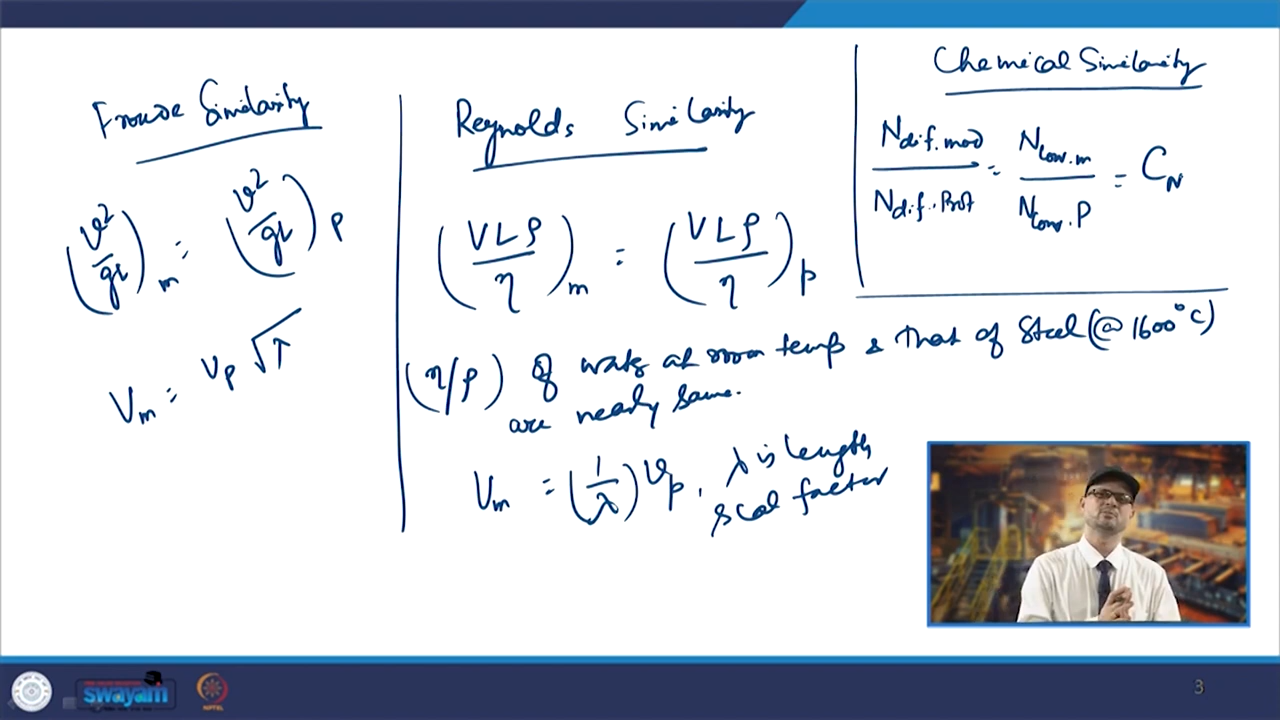 Froude Similarity
(v²/gL)m = (v²/gL)p
Vm = Vp √λ
Reynolds Similarity
(VLρ/η)m = (VLρ/η)p
(η/ρ) of water at room temp & that of Steel (@ 1600°C)
are nearly same.
Vm = (1/λ) Vp, λ is length
scal factor
Chemical Similarity
Ndif.mod / Ndif.Prot = Nconv.m / Nconv.P = CN
swayam
NPTEL
3